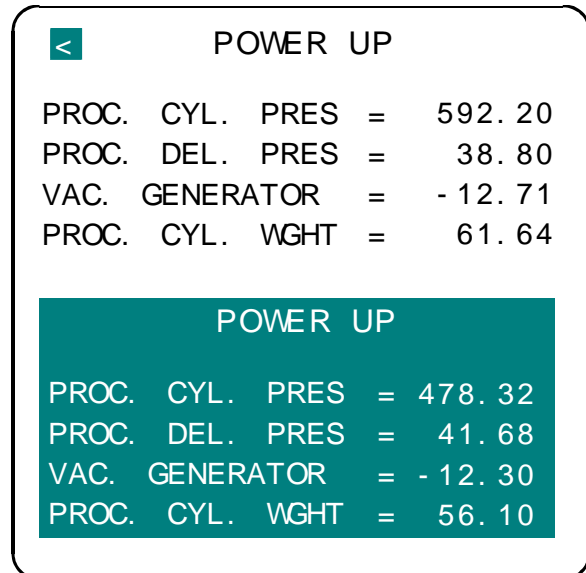 < POWER UP
PROC. CYL. PRES = 592.20
PROC. DEL. PRES = 38.80
VAC. GENERATOR = -12.71
PROC. CYL. WGHT = 61.64
POWER UP
PROC. CYL. PRES = 478.32
PROC. DEL. PRES = 41.68
VAC. GENERATOR = -12.30
PROC. CYL. WGHT = 56.10